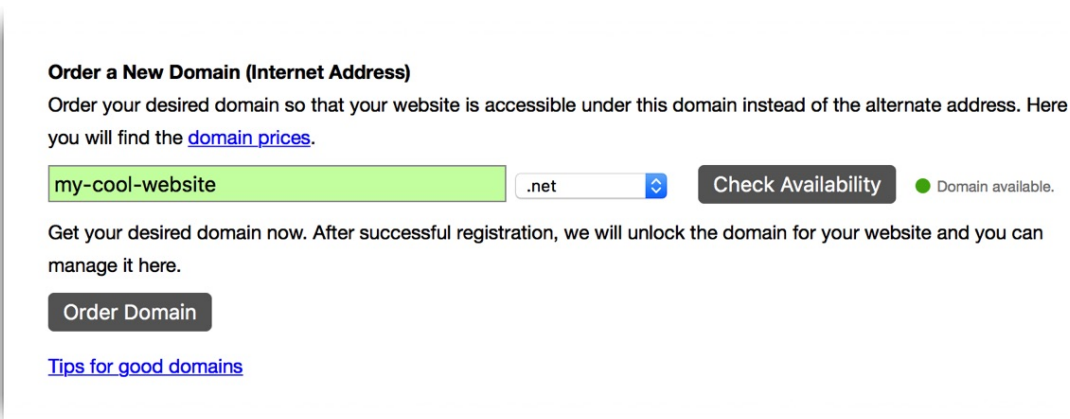 Order a New Domain (Internet Address)
Order your desired domain so that your website is accessible under this domain instead of the alternate address. Here
you will find the domain prices.
my-cool-website .net Check Availability Domain available.
Get your desired domain now. After successful registration, we will unlock the domain for your website and you can
manage it here.
Order Domain
Tips for good domains